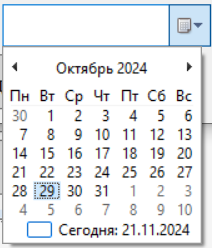 Октябрь 2024
Пн Вт Ср Чт Пт Сб Вс
30 1 2 3 4 5 6
7 8 9 10 11 12 13
14 15 16 17 18 19 20
21 22 23 24 25 26 27
28 29 30 31 1 2 3
4 5 6 7 8 9 10
Сегодня: 21.11.2024